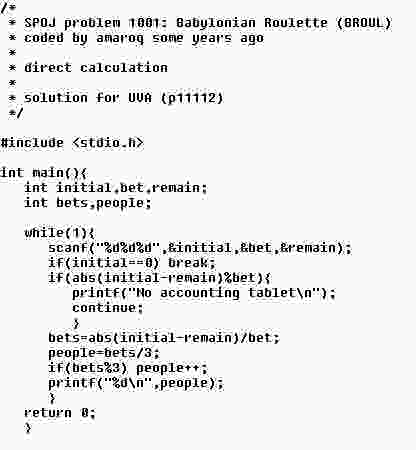 /*
 * SPOJ problem 1001: Babylonian Roulette (BROUL)
 * coded by amaroq some years ago
 *
 * direct calculation
 *
 * solution for UVA (p11112)
 */
#include <stdio.h>
int main(){
   int initial,bet,remain;
   int bets,people;
   while(1){
      scanf("%d%d%d",&initial,&bet,&remain);
      if(initial==0) break;
      if(abs(initial-remain)%bet){
         printf("No accounting tablet\n");
         continue;
         }
      bets=abs(initial-remain)/bet;
      people=bets/3;
      if(bets%3) people++;
      printf("%d\n",people);
      }
   return 0;
   }